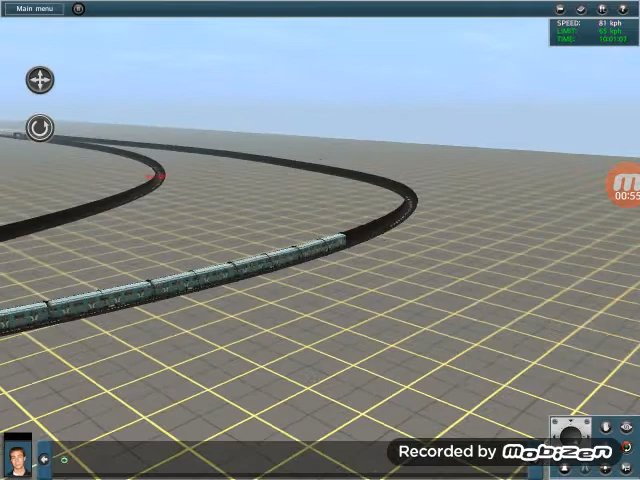 Main menu
SPEED: 81 kph
LIMIT: 65 kph
TIME: 10:01:07
00:55
Recorded by Mobizen